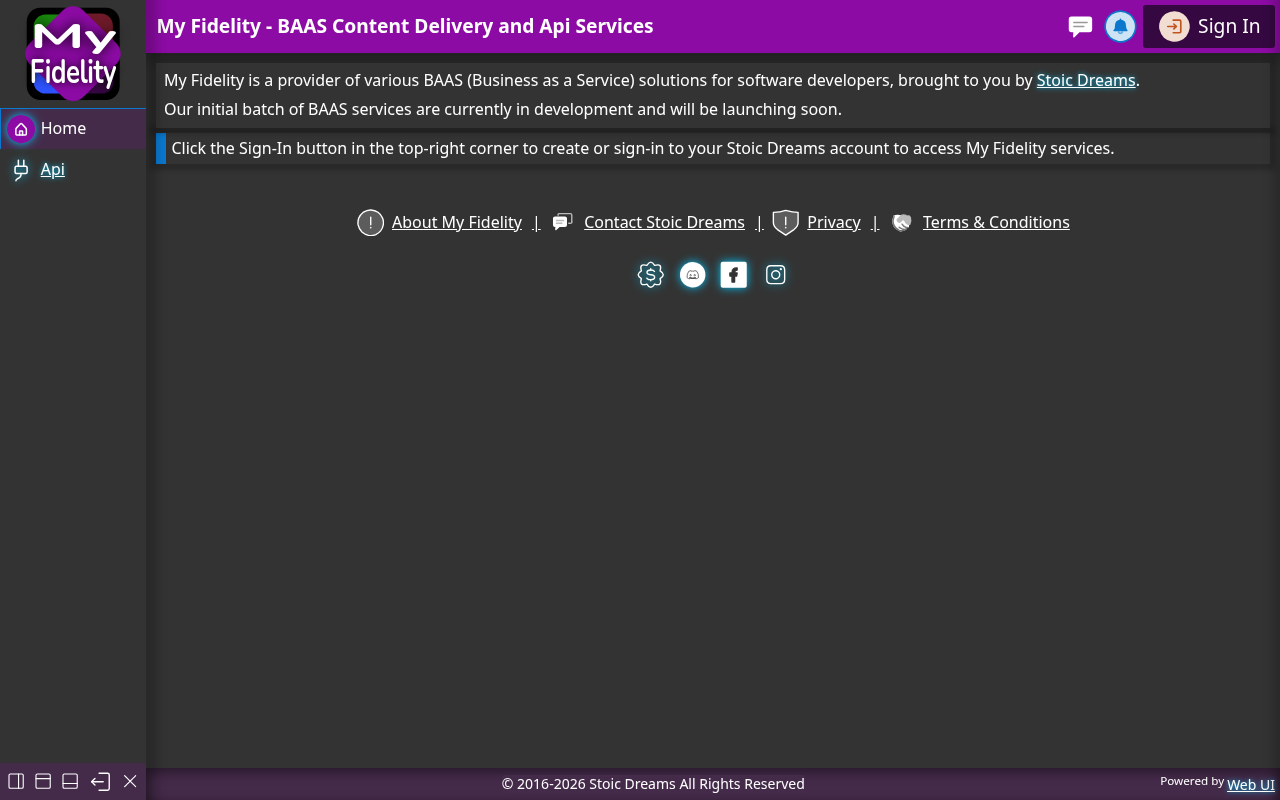 My Fidelity
My Fidelity - BAAS Content Delivery and Api Services
Sign In
Home
Api
My Fidelity is a provider of various BAAS (Business as a Service) solutions for software developers, brought to you by Stoic Dreams.
Our initial batch of BAAS services are currently in development and will be launching soon.
Click the Sign-In button in the top-right corner to create or sign-in to your Stoic Dreams account to access My Fidelity services.
About My Fidelity | Contact Stoic Dreams | Privacy | Terms & Conditions
© 2016-2026 Stoic Dreams All Rights Reserved
Powered by Web UI